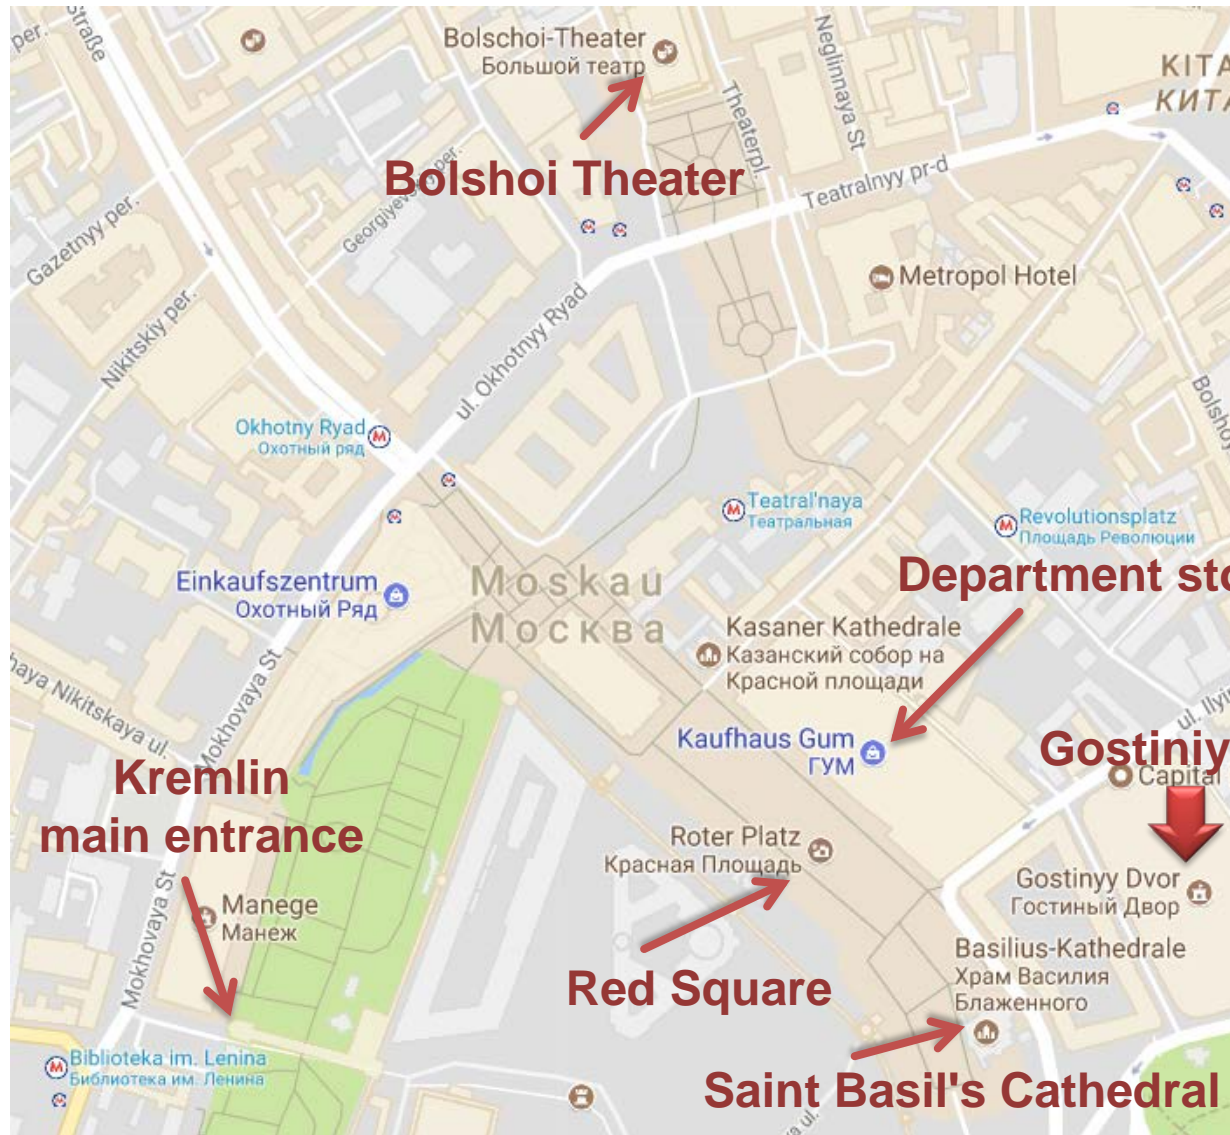 per.
Straße
Bolschoi-Theater
Большой театр
Neglinnaya St
KITA
КИТА
Theaterpl.
Bolshoi Theater
Teatralnyy pr-d
Gazetnyy per.
Georgiyevskiy per.
Metropol Hotel
Nikitskiy per.
ul. Okhotnyy Ryad
Okhotny Ryad
Охотный ряд
Bolshoy
Teatral'naya
Театральная
Revolutionsplatz
Площадь Революции
Einkaufszentrum
Охотный Ряд
Moskau
Москва
Department sto
Kasaner Kathedrale
Казанский собор на
Красной площади
haya Nikitskaya ul.
Mokhovaya St
ul. Ilyi
Kaufhaus Gum
ГУМ
Gostiniy
Capital
Kremlin
main entrance
Roter Platz
Красная Площадь
Gostinyy Dvor
Гостиный Двор
Manege
Манеж
Mokhovaya St
Basilius-Kathedrale
Храм Василия
Блаженного
Red Square
Biblioteka im. Lenina
Библиотека им. Ленина
Saint Basil's Cathedral
ul.